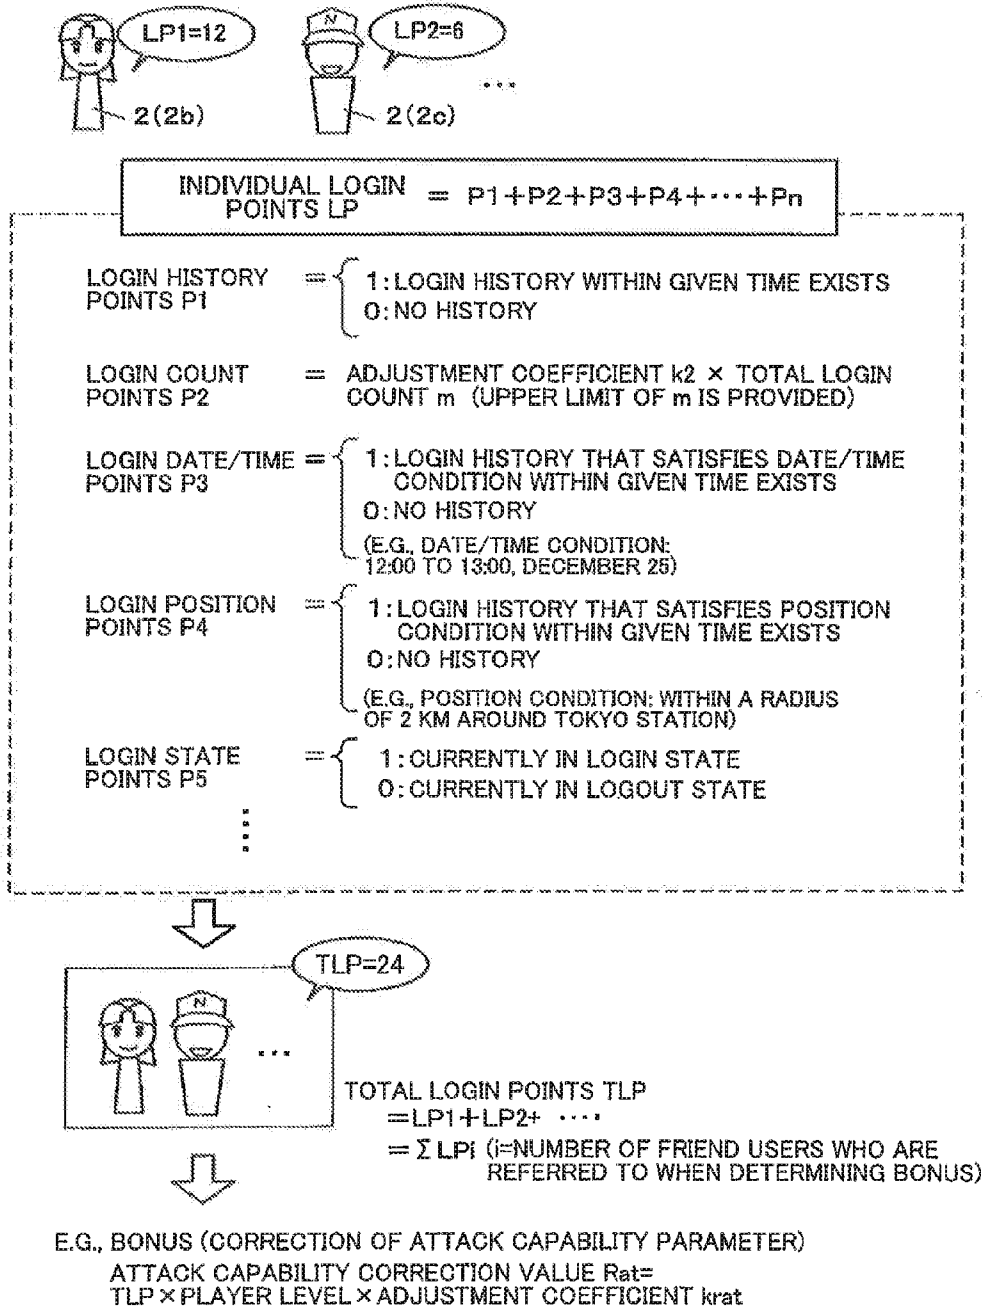 LP1=12
LP2=6
...
2(2b)
2(2c)
INDIVIDUAL LOGIN
POINTS LP
= P1+P2+P3+P4+···+Pn
LOGIN HISTORY
POINTS P1
=
1:LOGIN HISTORY WITHIN GIVEN TIME EXISTS
0:NO HISTORY
LOGIN COUNT
POINTS P2
=
ADJUSTMENT COEFFICIENT k2 × TOTAL LOGIN
COUNT m (UPPER LIMIT OF m IS PROVIDED)
LOGIN DATE/TIME
POINTS P3
=
1:LOGIN HISTORY THAT SATISFIES DATE/TIME
CONDITION WITHIN GIVEN TIME EXISTS
0:NO HISTORY
(E.G., DATE/TIME CONDITION:
12:00 TO 13:00, DECEMBER 25)
LOGIN POSITION
POINTS P4
=
1:LOGIN HISTORY THAT SATISFIES POSITION
CONDITION WITHIN GIVEN TIME EXISTS
0:NO HISTORY
(E.G., POSITION CONDITION: WITHIN A RADIUS
OF 2 KM AROUND TOKYO STATION)
LOGIN STATE
POINTS P5
=
1:CURRENTLY IN LOGIN STATE
0:CURRENTLY IN LOGOUT STATE
TLP=24
N
N
...
TOTAL LOGIN POINTS TLP
=LP1+LP2+ ····
=ΣLPi (i=NUMBER OF FRIEND USERS WHO ARE
REFERRED TO WHEN DETERMINING BONUS)
E.G., BONUS (CORRECTION OF ATTACK CAPABILITY PARAMETER)
ATTACK CAPABILITY CORRECTION VALUE Rat=
TLP×PLAYER LEVEL×ADJUSTMENT COEFFICIENT krat